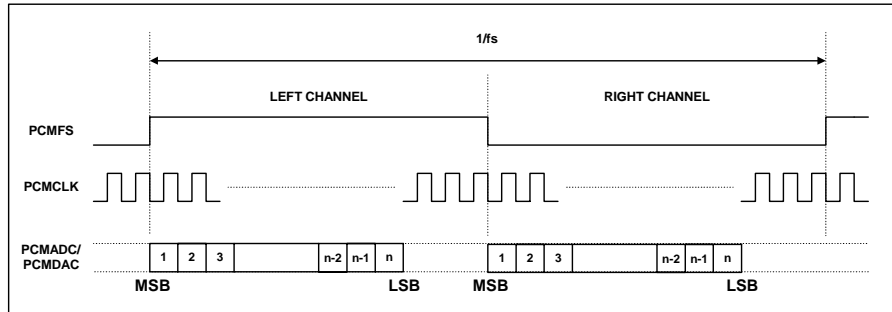 1/fs
LEFT CHANNEL RIGHT CHANNEL
PCMFS
PCMCLK
PCMADC/
PCMDAC
1 2 3 n-2 n-1 n 1 2 3 n-2 n-1 n
MSB LSB MSB LSB